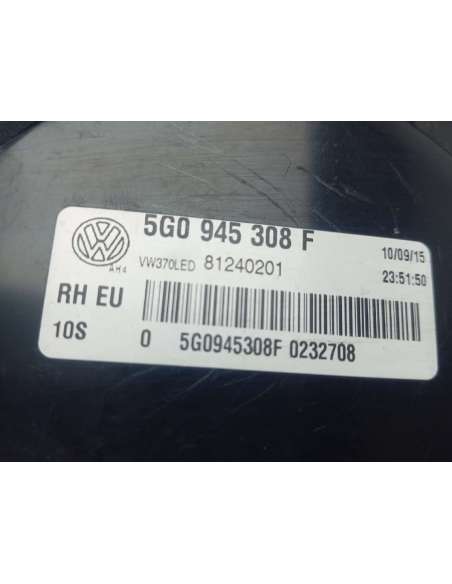 5G0 945 308 F
10/09/15
AH4
VW370LED 81240201
23:51:50
RH EU
10S
0 5G0945308F 0232708